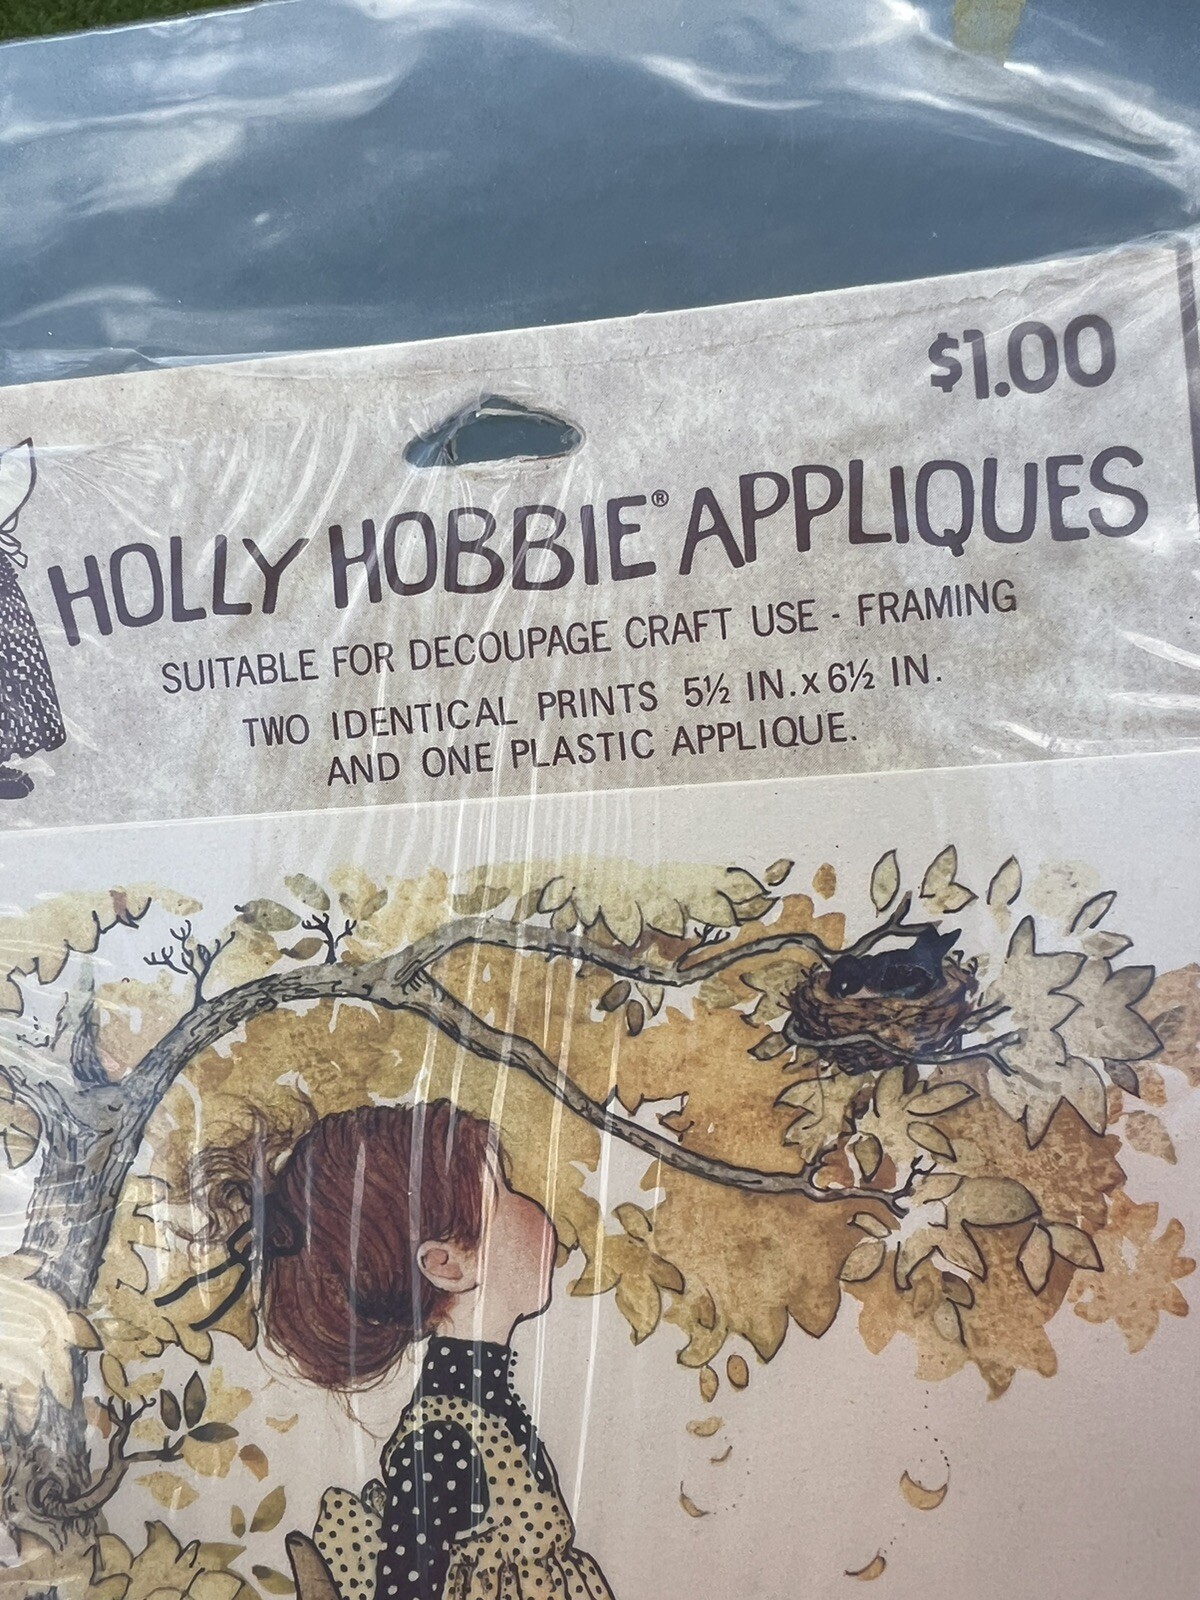 $1.00
HOLLY HOBBIE® APPLIQUES
SUITABLE FOR DECOUPAGE CRAFT USE - FRAMING
TWO IDENTICAL PRINTS 5½ IN. x 6½ IN.
AND ONE PLASTIC APPLIQUE.